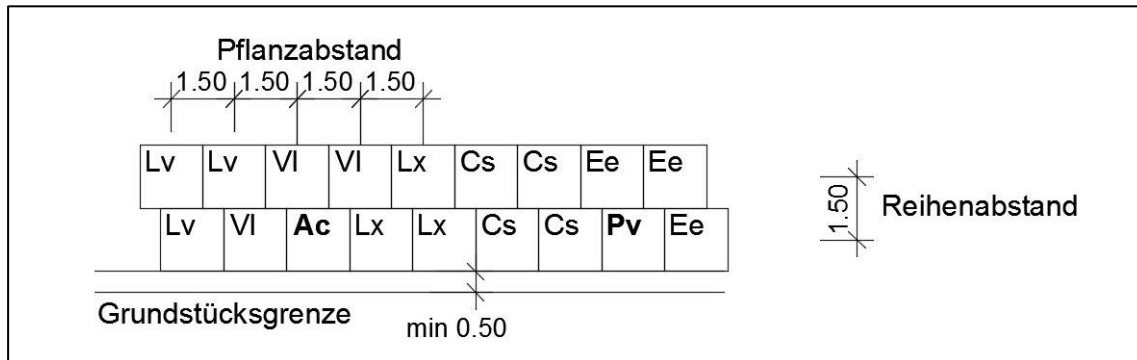 Pflanzabstand
1.50 1.50 1.50 1.50
Lv Lv Vl Vl Lx Cs Cs Ee Ee
1.50
Reihenabstand
Lv Vl Ac Lx Lx Cs Cs Pv Ee
Grundstücksgrenze
min 0.50